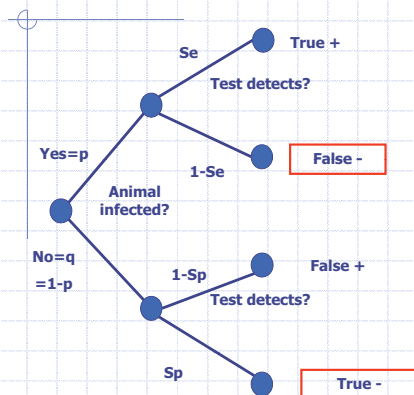 Se
True +
Test detects?
Yes=p
1-Se
False -
Animal
infected?
No=q
=1-p
1-Sp
False +
Test detects?
Sp
True -